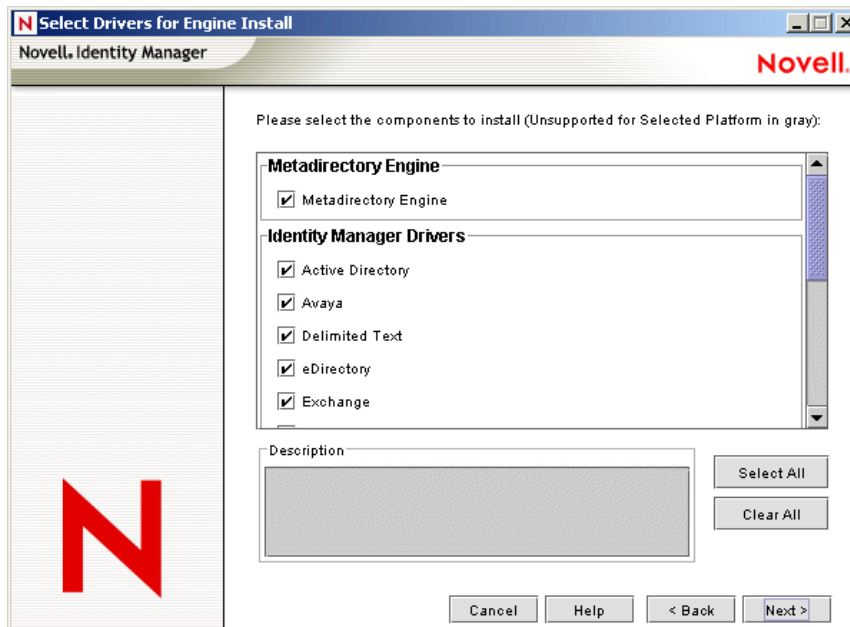 Select Drivers for Engine Install
Novell. Identity Manager
Novell.
Please select the components to install (Unsupported for Selected Platform in gray):
Metadirectory Engine
Metadirectory Engine
Identity Manager Drivers
Active Directory
Avaya
Delimited Text
eDirectory
Exchange
Description
Select All
Clear All
Cancel
Help
< Back
Next >